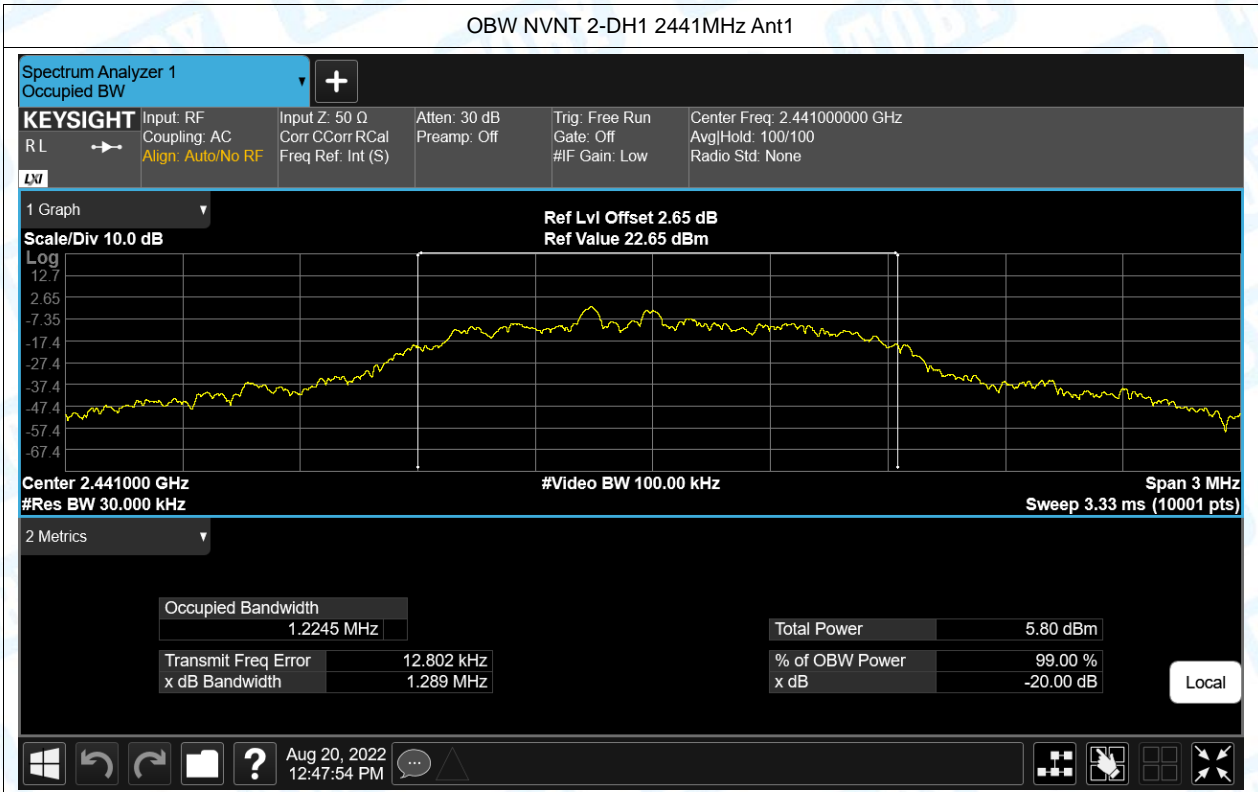 OBW NVNT 2-DH1 2441MHz Ant1
Spectrum Analyzer 1
Occupied BW
KEYSIGHT
R L
LXI
Input: RF
Coupling: AC
Align: Auto/No RF
Input Z: 50 Ω
Corr CCorr RCal
Freq Ref: Int (S)
Atten: 30 dB
Preamp: Off
Trig: Free Run
Gate: Off
#IF Gain: Low
Center Freq: 2.441000000 GHz
Avg|Hold: 100/100
Radio Std: None
1 Graph
Scale/Div 10.0 dB
Ref Lvl Offset 2.65 dB
Ref Value 22.65 dBm
Log
12.7
2.65
-7.35
-17.4
-27.4
-37.4
-47.4
-57.4
-67.4
Center 2.441000 GHz
#Video BW 100.00 kHz
Span 3 MHz
#Res BW 30.000 kHz
Sweep 3.33 ms (10001 pts)
2 Metrics
Occupied Bandwidth
1.2245 MHz
Total Power 5.80 dBm
Transmit Freq Error 12.802 kHz
% of OBW Power 99.00 %
x dB Bandwidth 1.289 MHz
x dB -20.00 dB
Local
Aug 20, 2022
12:47:54 PM